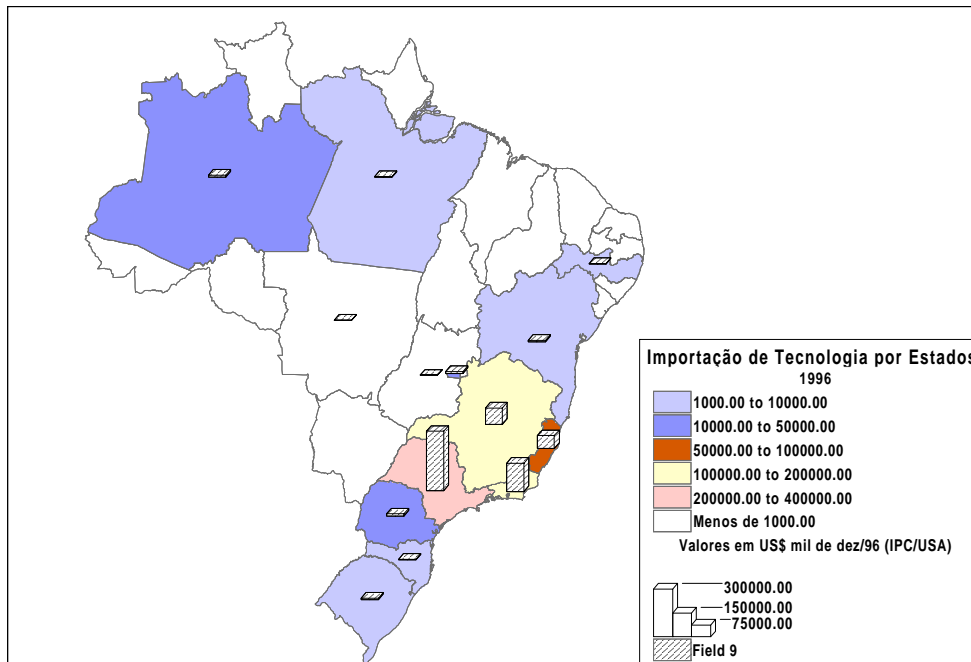 Importação de Tecnologia por Estados
1996
1000.00 to 10000.00
10000.00 to 50000.00
50000.00 to 100000.00
100000.00 to 200000.00
200000.00 to 400000.00
Menos de 1000.00
Valores em US$ mil de dez/96 (IPC/USA)
300000.00
150000.00
75000.00
Field 9